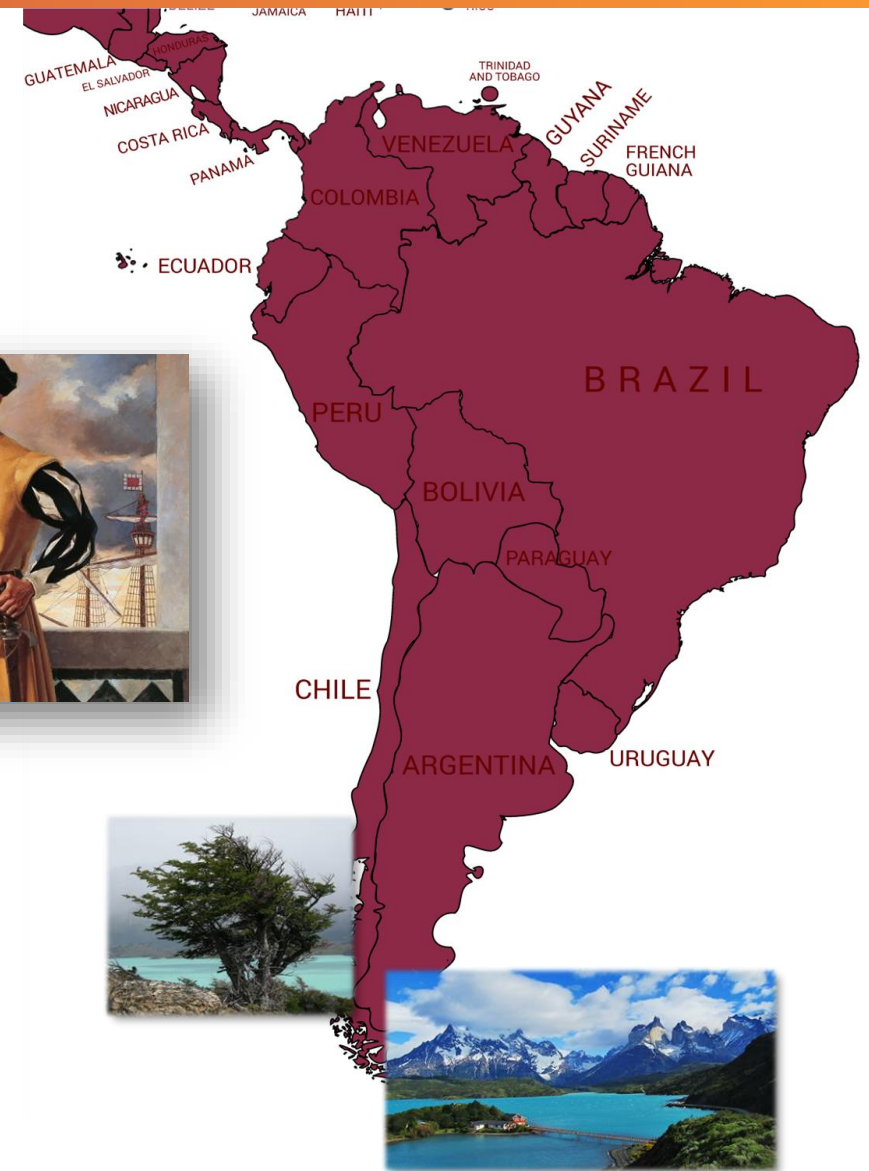 JAMAICA
HAITI
HONDURAS
GUATEMALA
EL SALVADOR
NICARAGUA
COSTA RICA
PANAMA
TRINIDAD
AND TOBAGO
GUYANA
SURINAME
FRENCH
GUIANA
VENEZUELA
COLOMBIA
ECUADOR
BRAZIL
PERU
BOLIVIA
PARAGUAY
CHILE
ARGENTINA
URUGUAY